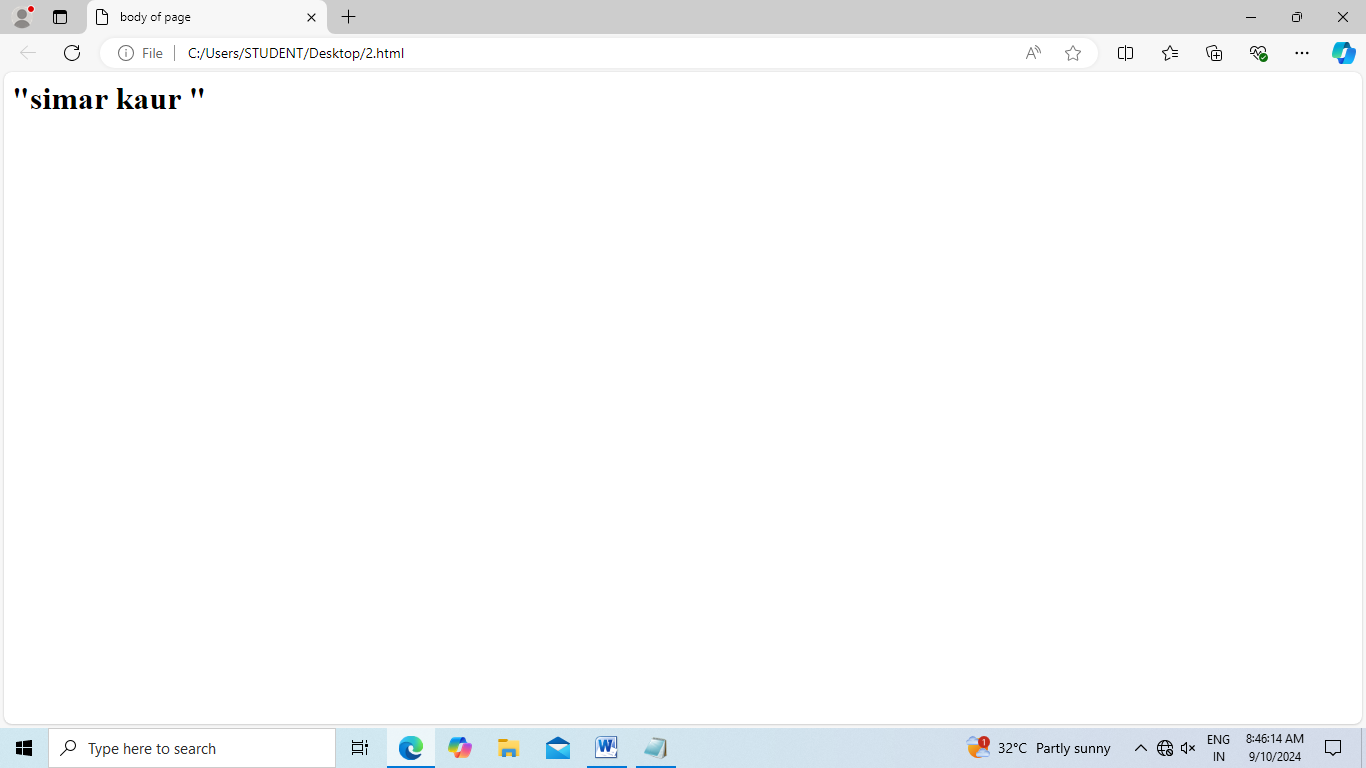 body of page
File
C:/Users/STUDENT/Desktop/2.html
"simar kaur "
Type here to search
1
32°C Partly sunny
ENG
IN
8:46:14 AM
9/10/2024